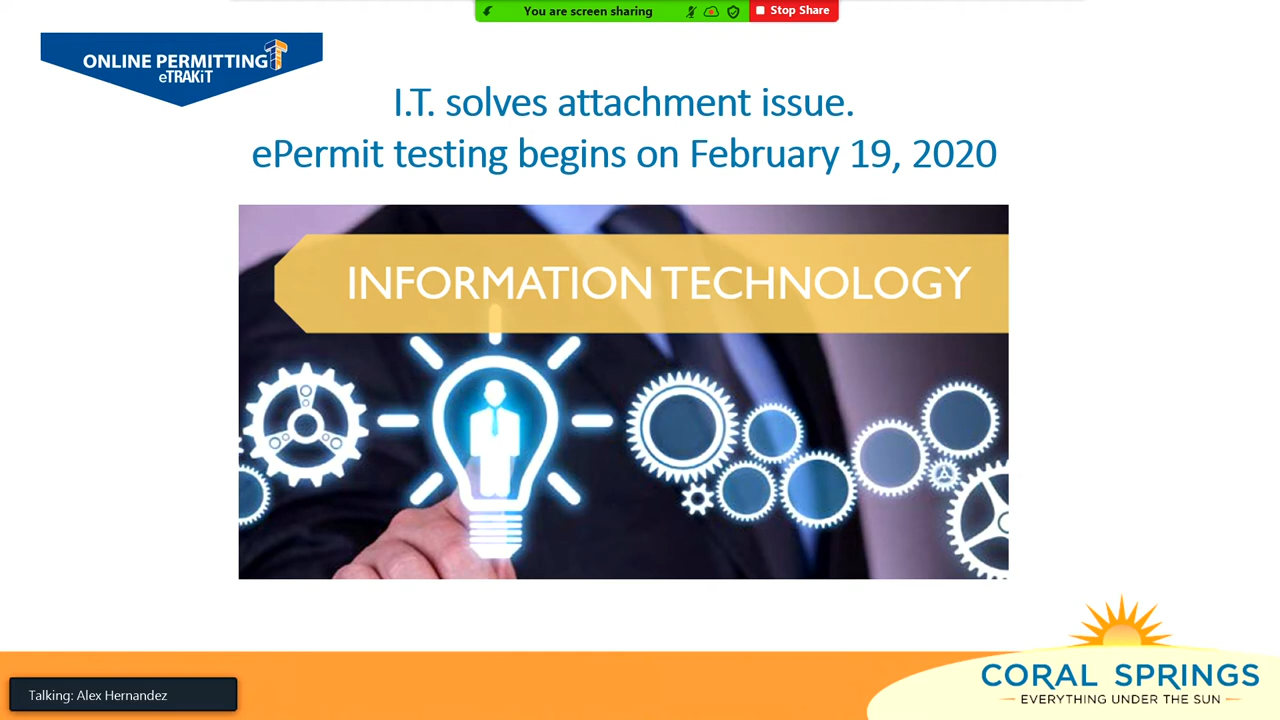 You are screen sharing
Stop Share
ONLINE PERMITTING
eTRAKiT
I.T. solves attachment issue.
ePermit testing begins on February 19, 2020
INFORMATION TECHNOLOGY
CORAL SPRINGS
EVERYTHING UNDER THE SUN
Talking: Alex Hernandez